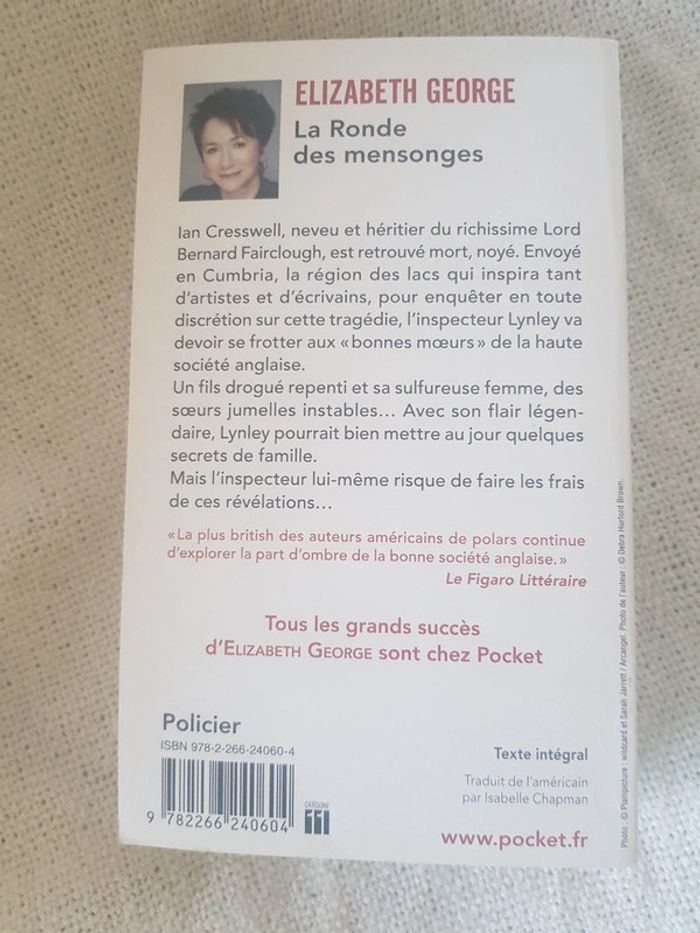 ELIZABETH GEORGE
La Ronde
des mensonges
Ian Cresswell, neveu et héritier du richissime Lord
Bernard Fairclough, est retrouvé mort, noyé. Envoyé
en Cumbria, la région des lacs qui inspira tant
d'artistes et d'écrivains, pour enquêter en toute
discrétion sur cette tragédie, l'inspecteur Lynley va
devoir se frotter aux « bonnes mœurs » de la haute
société anglaise.
Un fils drogué repenti et sa sulfureuse femme, des
sœurs jumelles instables… Avec son flair légen-
daire, Lynley pourrait bien mettre au jour quelques
secrets de famille.
Mais l'inspecteur lui-même risque de faire les frais
de ces révélations…
« La plus british des auteurs américains de polars continue
d'explorer la part d'ombre de la bonne société anglaise. »
Le Figaro Littéraire
Tous les grands succès
d'ELIZABETH GEORGE sont chez Pocket
Policier
ISBN 978-2-266-24060-4
9 782266 240604
CATÉGORIE
11
Texte intégral
Traduit de l'américain
par Isabelle Chapman
www.pocket.fr
Photo : © Plainpicture : wildcard et Sarah Jarrett / Arcangel. Photo de l'auteur : © Debra Hurford Brown.